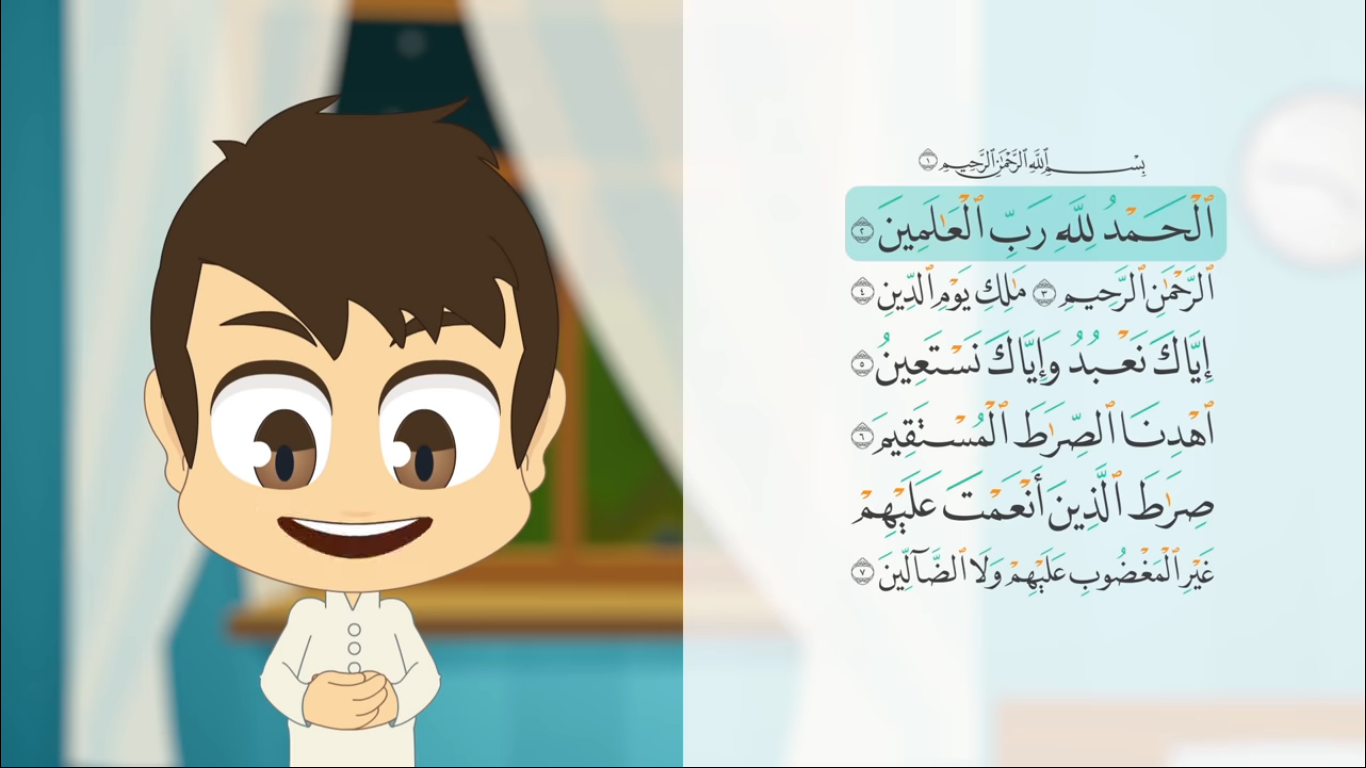 بِسْمِ ٱللَّهِ ٱلرَّحْمَٰنِ ٱلرَّحِيمِ ١
ٱلْحَمْدُ لِلَّهِ رَبِّ ٱلْعَٰلَمِينَ ٢
ٱلرَّحْمَٰنِ ٱلرَّحِيمِ ٣ مَٰلِكِ يَوْمِ ٱلدِّينِ ٤
إِيَّاكَ نَعْبُدُ وَإِيَّاكَ نَسْتَعِينُ ٥
ٱهْدِنَا ٱلصِّرَٰطَ ٱلْمُسْتَقِيمَ ٦
صِرَٰطَ ٱلَّذِينَ أَنْعَمْتَ عَلَيْهِمْ
غَيْرِ ٱلْمَغْضُوبِ عَلَيْهِمْ وَلَا ٱلضَّآلِّينَ ٧